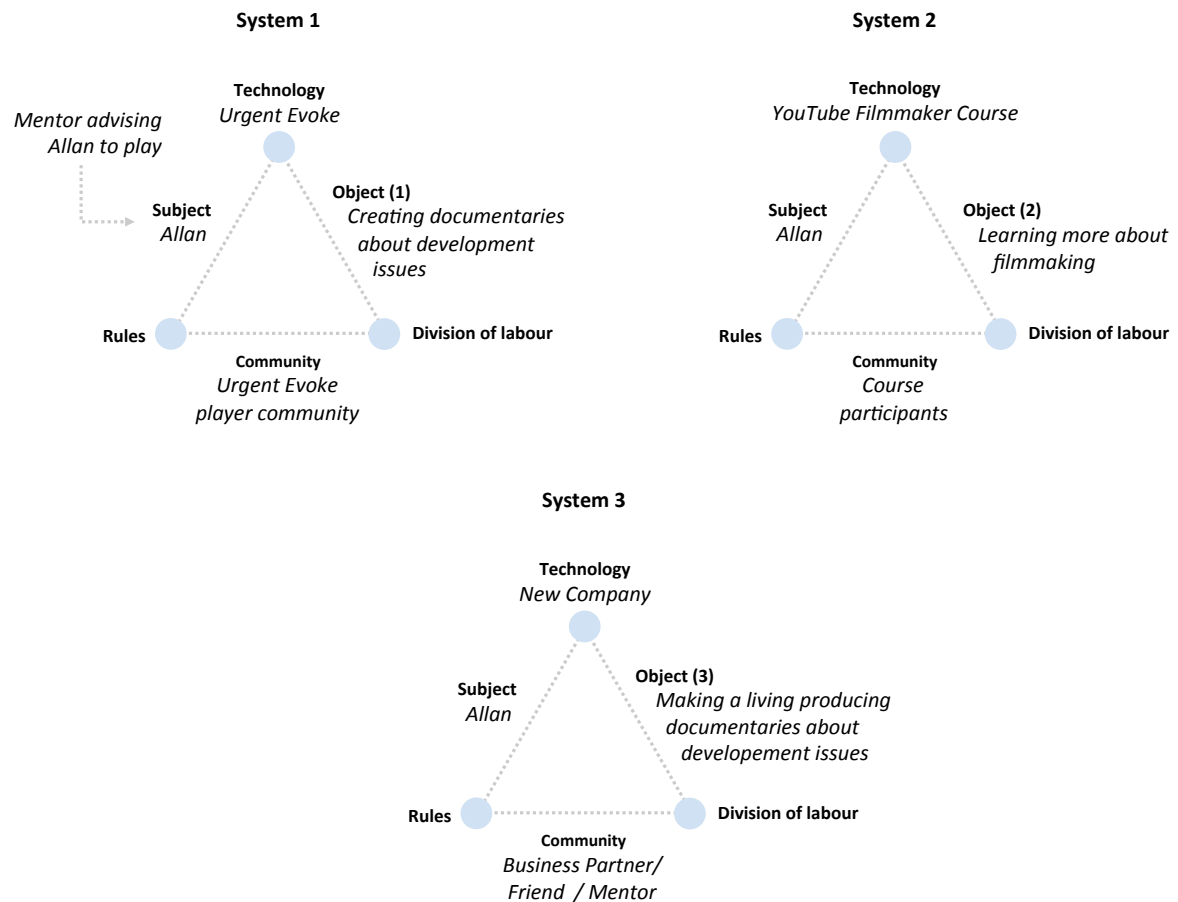 System 1
Technology
Urgent Evoke
Mentor advising
Allan to play
Subject
Allan
Object (1)
Creating documentaries
about development
issues
Rules
Division of labour
Community
Urgent Evoke
player community
System 2
Technology
YouTube Filmmaker Course
Subject
Allan
Object (2)
Learning more about
filmmaking
Rules
Division of labour
Community
Course
participants
System 3
Technology
New Company
Subject
Allan
Object (3)
Making a living producing
documentaries about
developement issues
Rules
Division of labour
Community
Business Partner/
Friend / Mentor